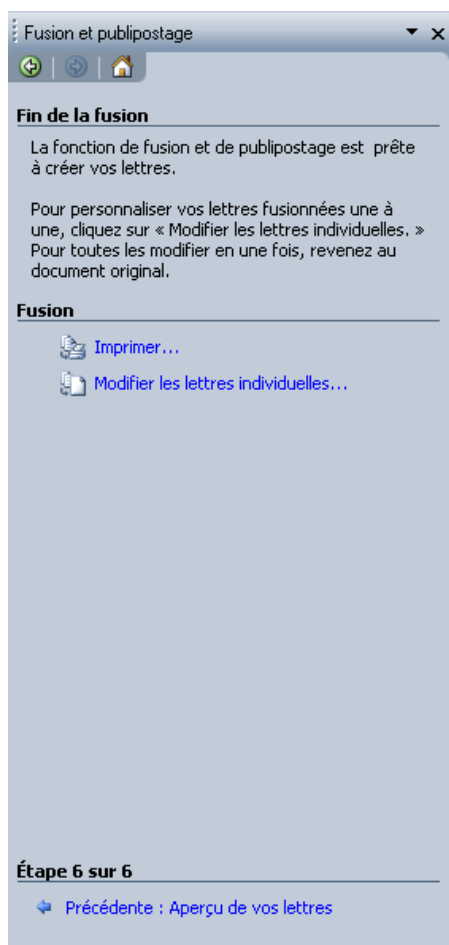 Fusion et publipostage
Fin de la fusion
La fonction de fusion et de publipostage est prête
à créer vos lettres.
Pour personnaliser vos lettres fusionnées une à
une, cliquez sur « Modifier les lettres individuelles. »
Pour toutes les modifier en une fois, revenez au
document original.
Fusion
Imprimer...
Modifier les lettres individuelles...
Étape 6 sur 6
Précédente : Aperçu de vos lettres